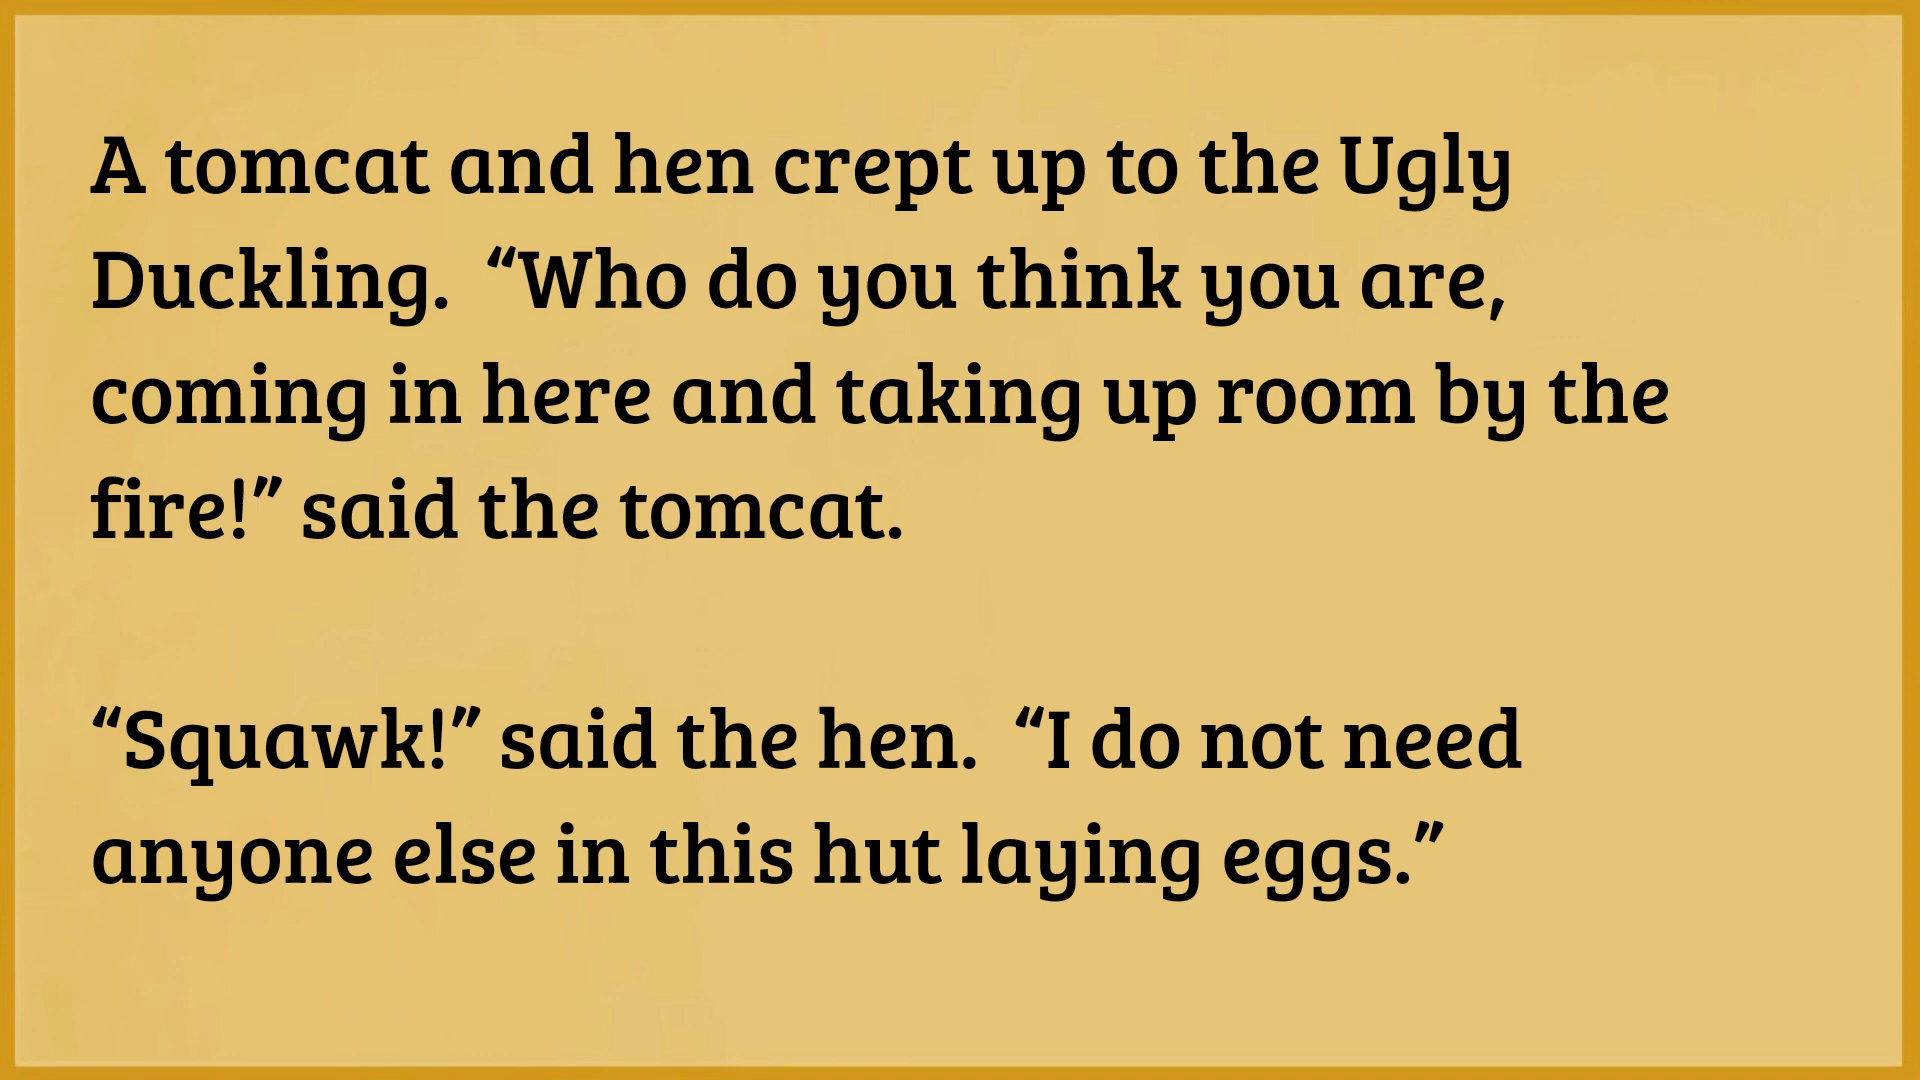 A tomcat and hen crept up to the Ugly
Duckling.  “Who do you think you are,
coming in here and taking up room by the
fire!” said the tomcat.
“Squawk!” said the hen.  “I do not need
anyone else in this hut laying eggs.”